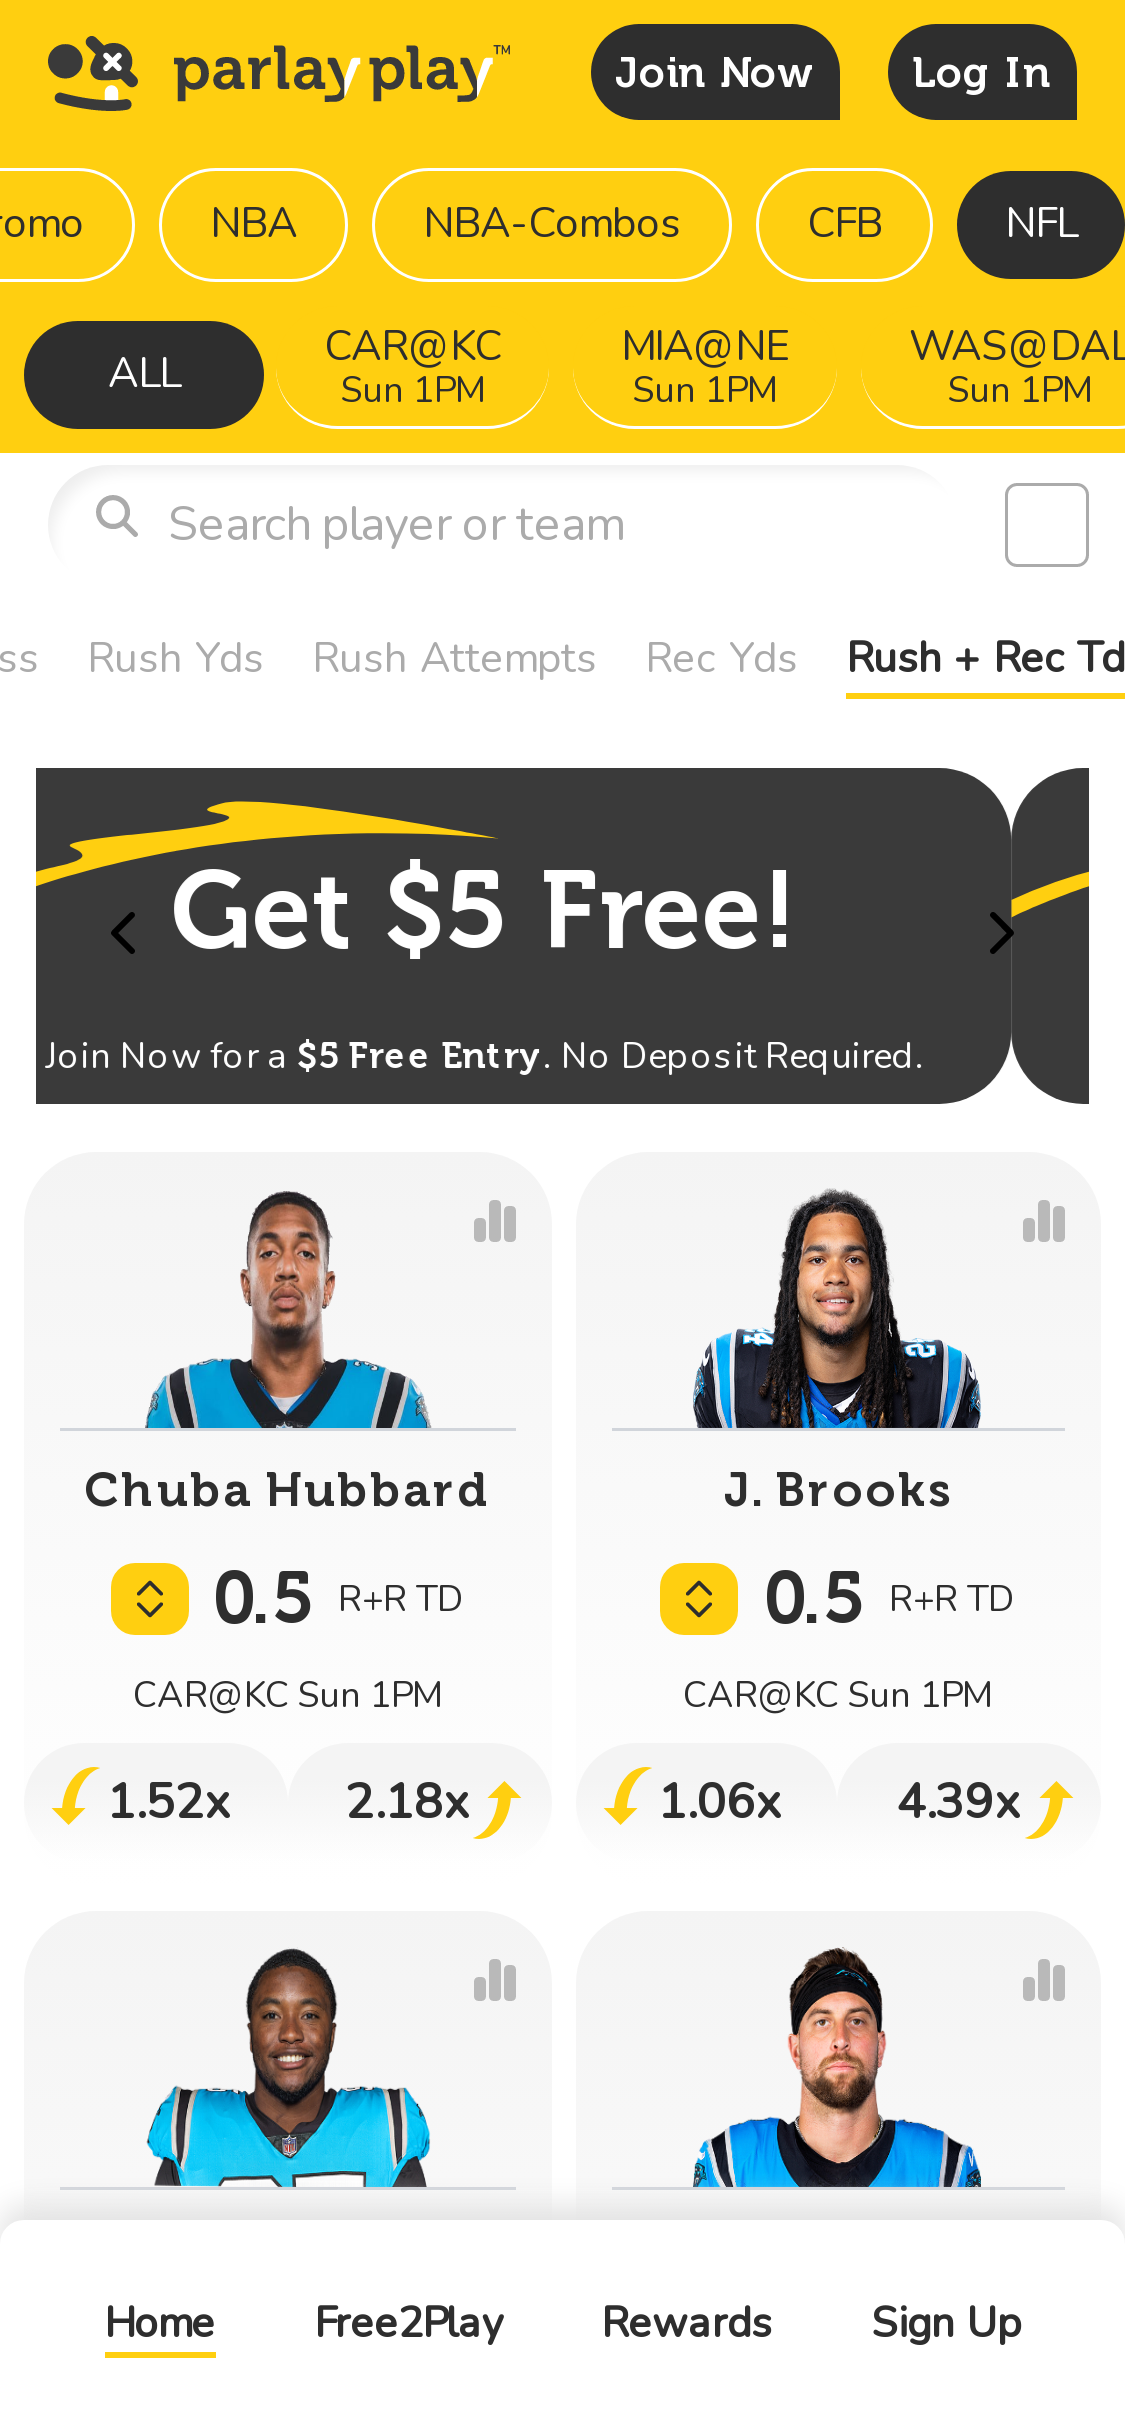 parlay play™
Join Now
Log In
romo
NBA
NBA-Combos
CFB
NFL
ALL
CAR@KC
Sun 1PM
MIA@NE
Sun 1PM
WAS@DAL
Sun 1PM
Search player or team
ss
Rush Yds
Rush Attempts
Rec Yds
Rush + Rec Td
Get $5 Free!
Join Now for a $5 Free Entry. No Deposit Required.
Chuba Hubbard
0.5 R+R TD
CAR@KC Sun 1PM
1.52x
2.18x
J. Brooks
0.5 R+R TD
CAR@KC Sun 1PM
1.06x
4.39x
Home
Free2Play
Rewards
Sign Up